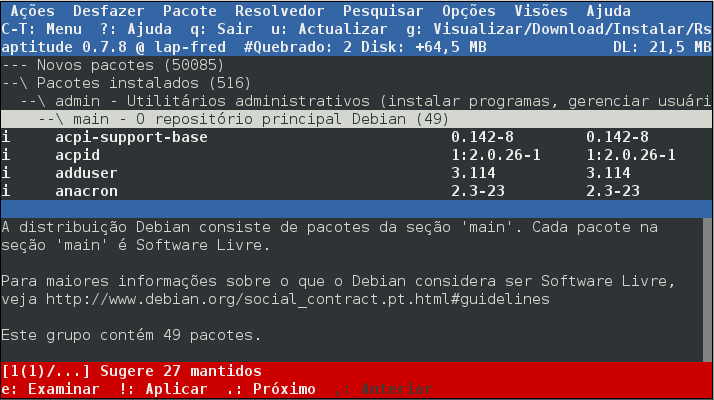 Ações  Desfazer  Pacote  Resolvedor  Pesquisar  Opções  Visões  Ajuda
C-T: Menu  ?: Ajuda  q: Sair  u: Actualizar  g: Visualizar/Download/Instalar/Rs
aptitude 0.7.8 @ lap-fred  #Quebrado: 2 Disk: +64,5 MB  DL: 21,5 MB
--- Novos pacotes (50085)
--\ Pacotes instalados (516)
--\ admin - Utilitários administrativos (instalar programas, gerenciar usuári
--\ main - O repositório principal Debian (49)
i  acpi-support-base  0.142-8  0.142-8
i  acpid  1:2.0.26-1  1:2.0.26-1
i  adduser  3.114  3.114
i  anacron  2.3-23  2.3-23
A distribuição Debian consiste de pacotes da seção 'main'. Cada pacote na
seção 'main' é Software Livre.
Para maiores informações sobre o que o Debian considera ser Software Livre,
veja http://www.debian.org/social_contract.pt.html#guidelines
Este grupo contém 49 pacotes.
[1(1)/...] Sugere 27 mantidos
e: Examinar  !: Aplicar  .: Próximo  ,: Anterior